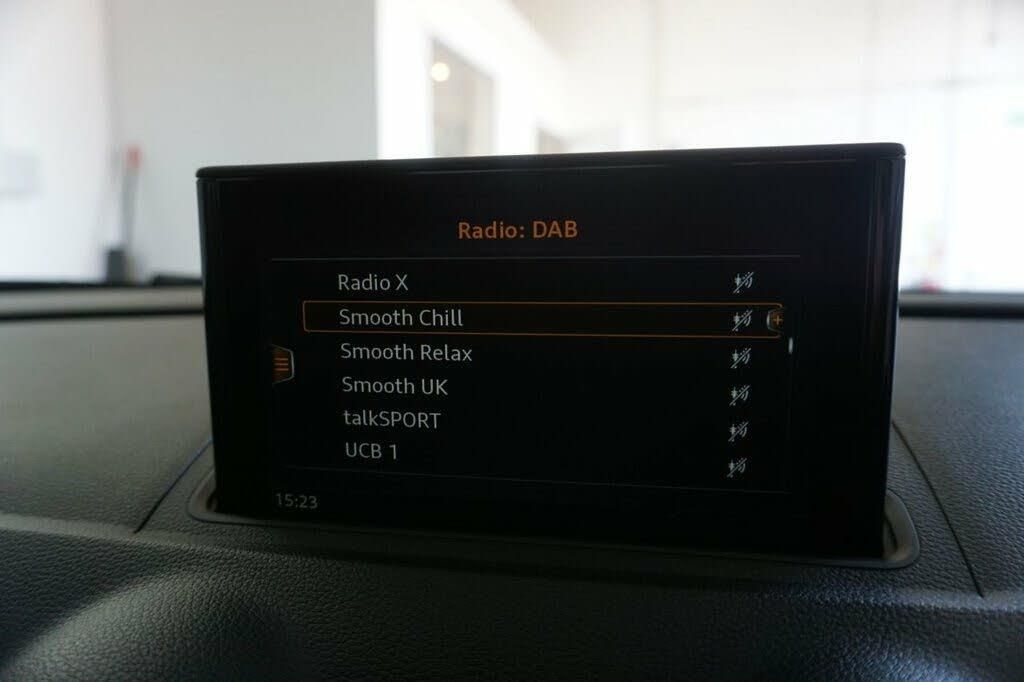 Radio: DAB
Radio X
Smooth Chill
Smooth Relax
Smooth UK
talkSPORT
UCB 1
15:23